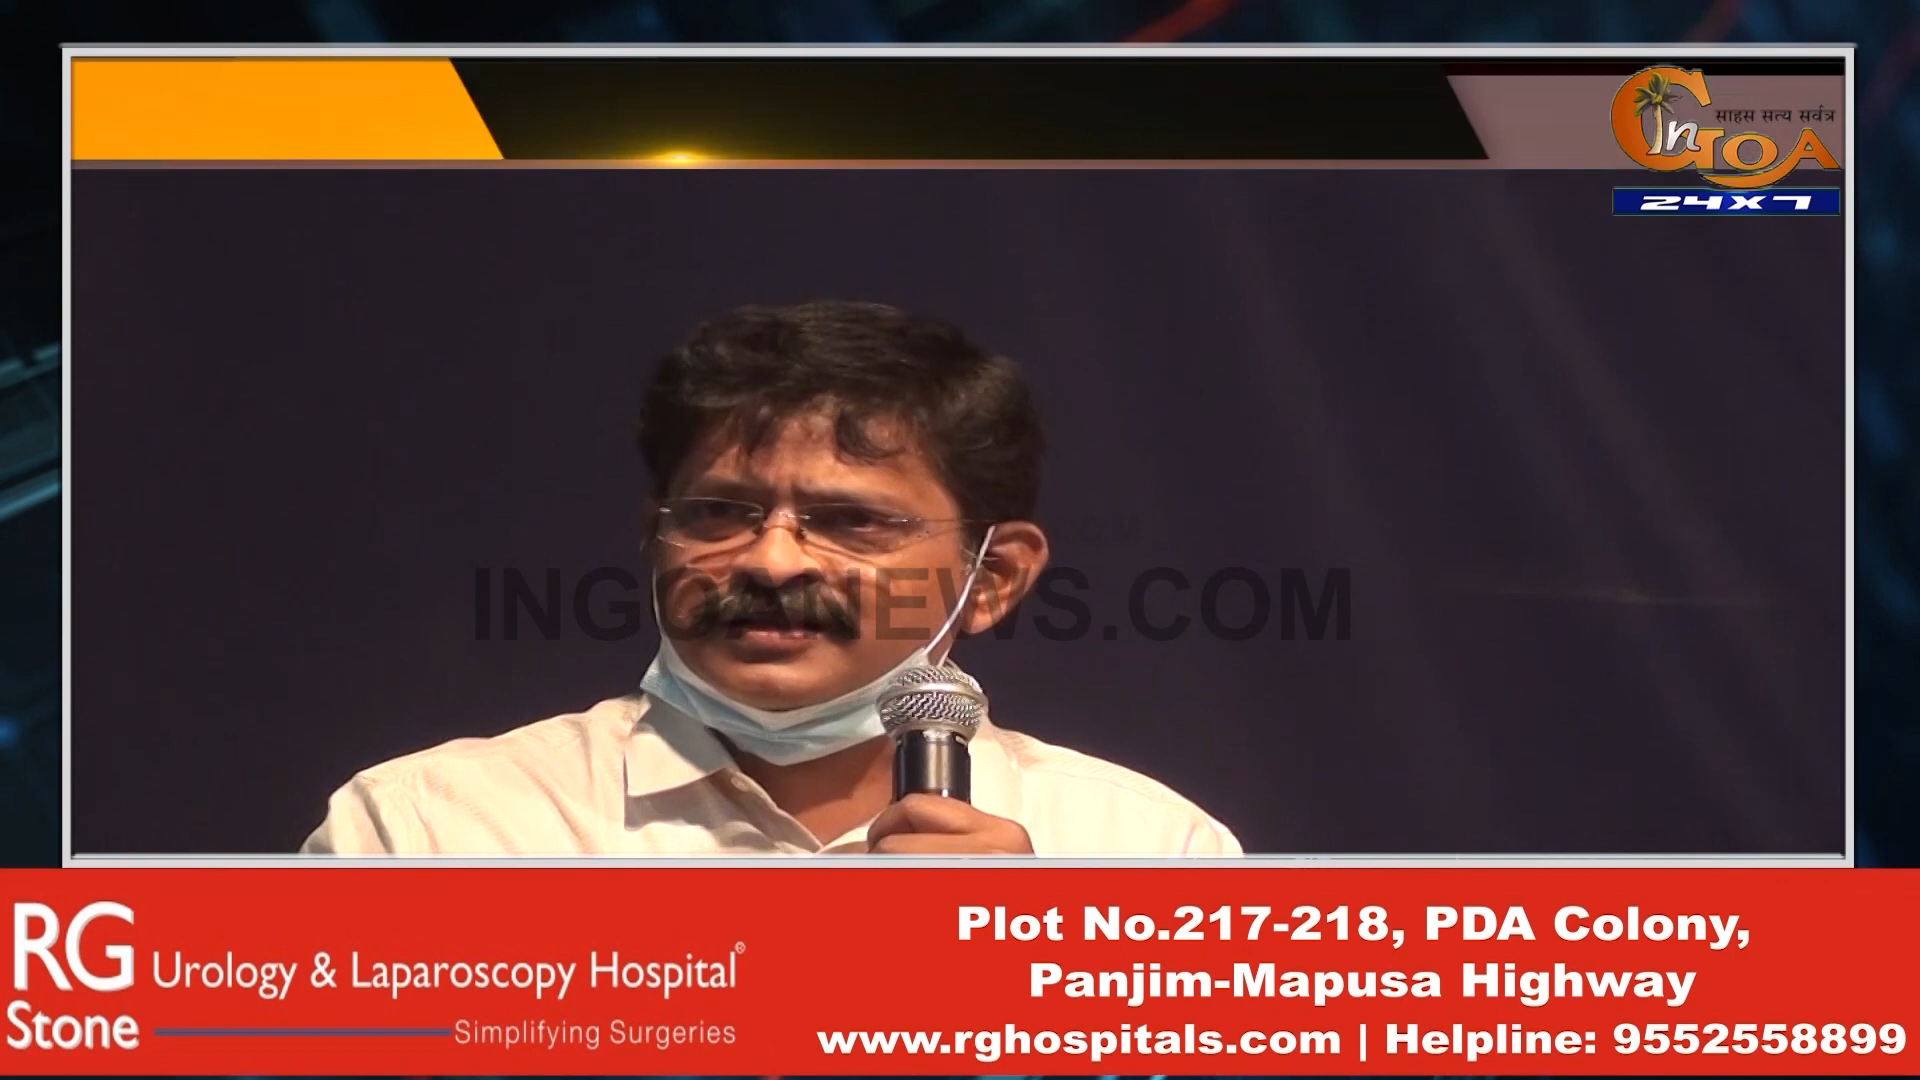 साहस सत्य सर्वत्र
In GOA
24x7
INGOANEWS.COM
RG Stone Urology & Laparoscopy Hospital®
Simplifying Surgeries
Plot No.217-218, PDA Colony,
Panjim-Mapusa Highway
www.rghospitals.com | Helpline: 9552558899